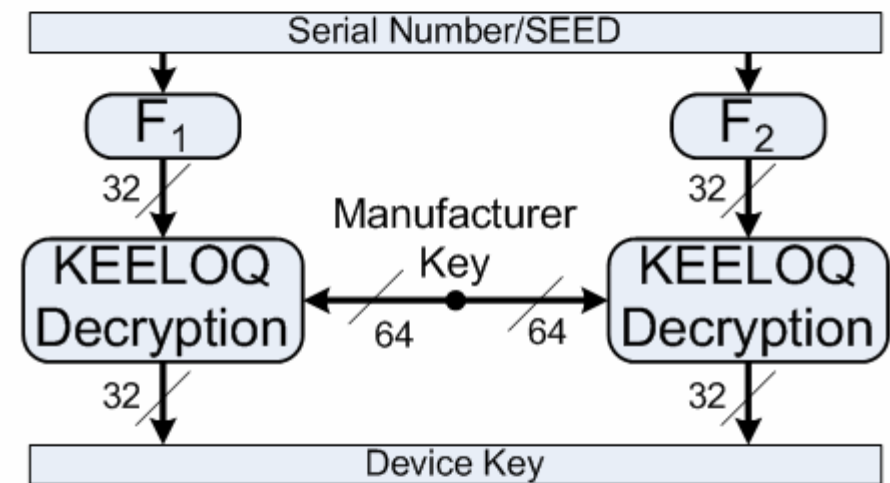 Serial Number/SEED
F₁
F₂
32
32
Manufacturer
Key
KEELOQ
Decryption
KEELOQ
Decryption
64
64
32
32
Device Key